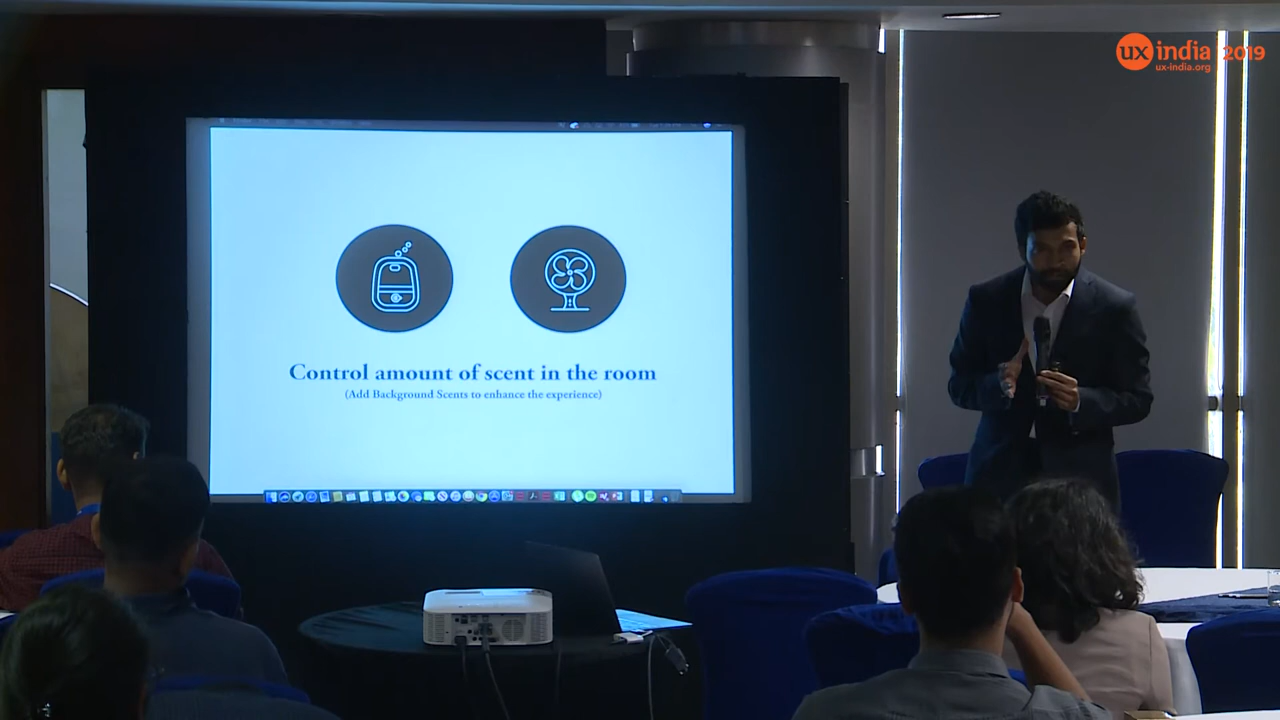 ux india 2019
ux-india.org
Control amount of scent in the room
(Add Background Scents to enhance the experience)